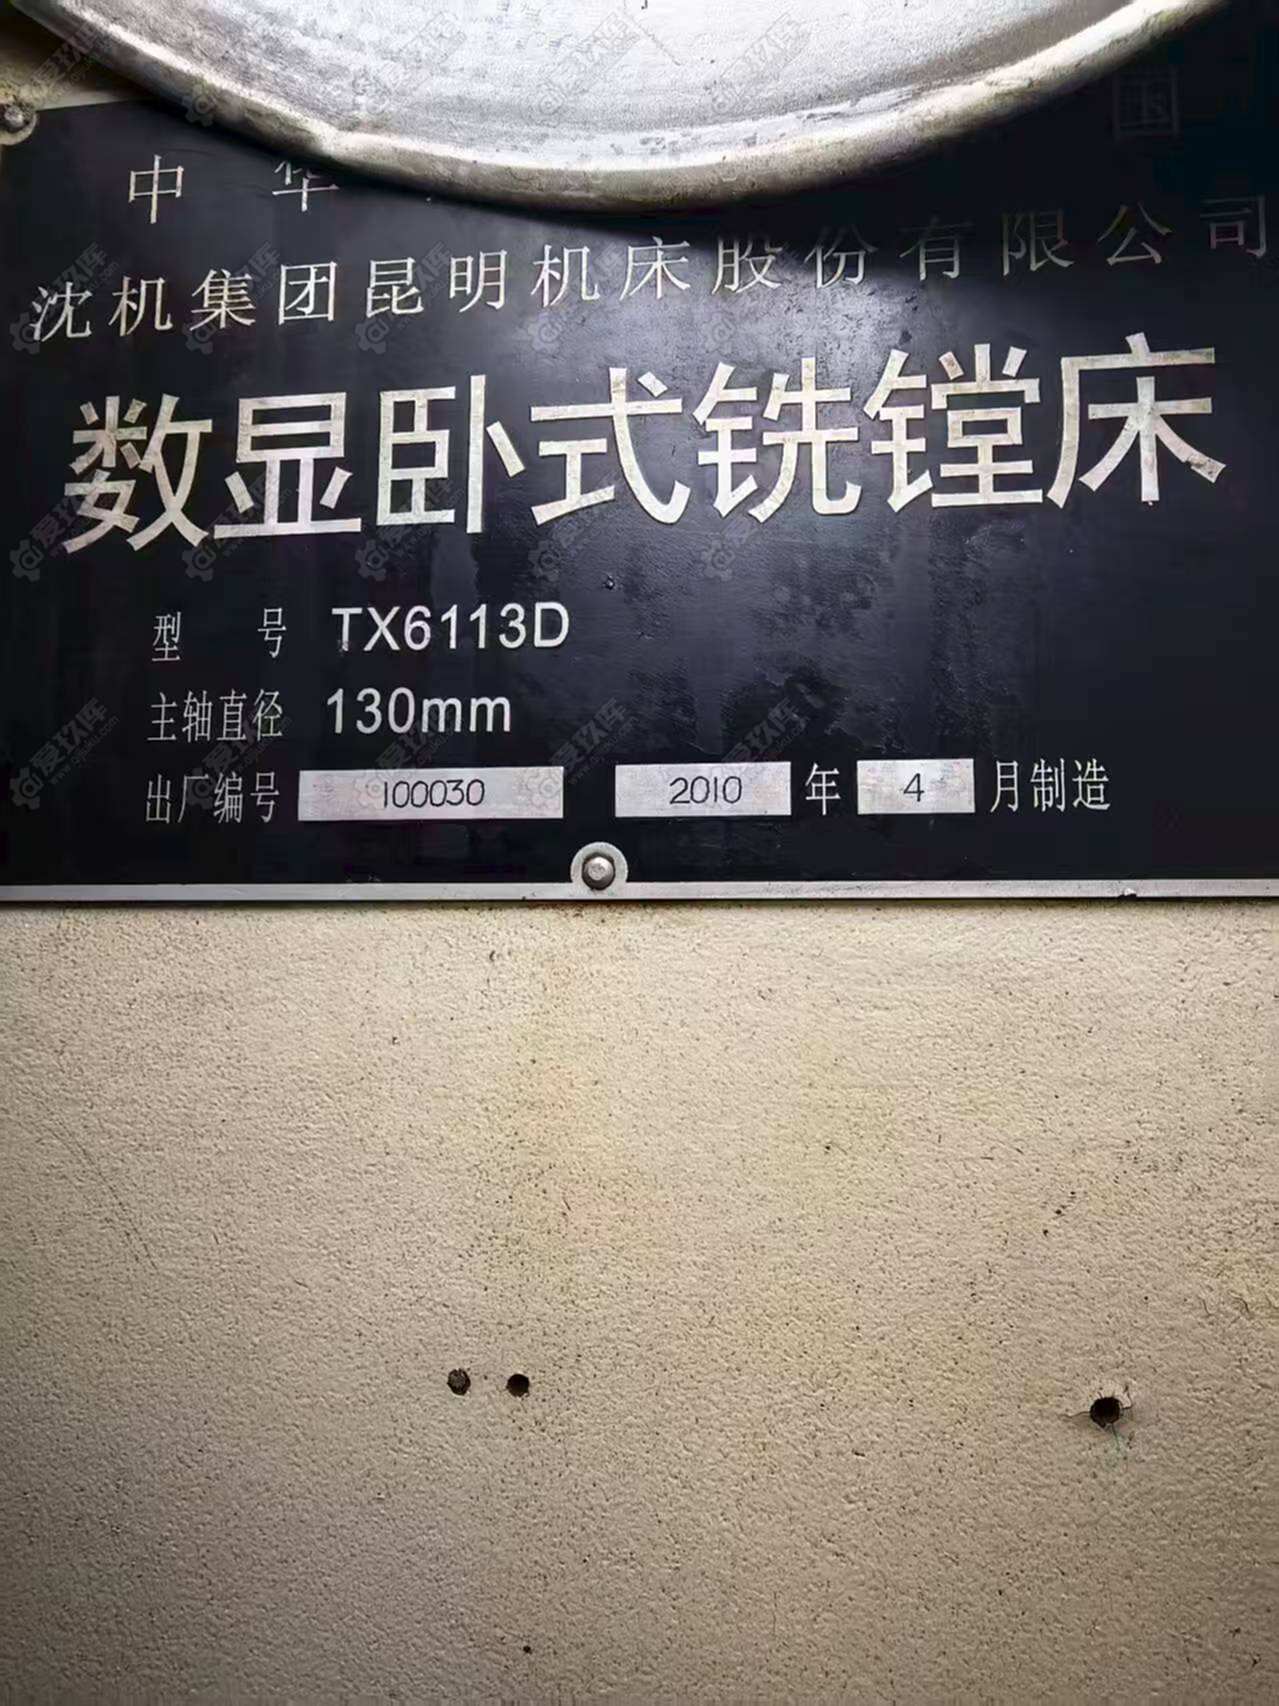 中华 国
沈机集团昆明机床股份有限公司
数显卧式铣镗床
型号 TX6113D
主轴直径 130mm
出厂编号 100030 2010 年 4 月制造